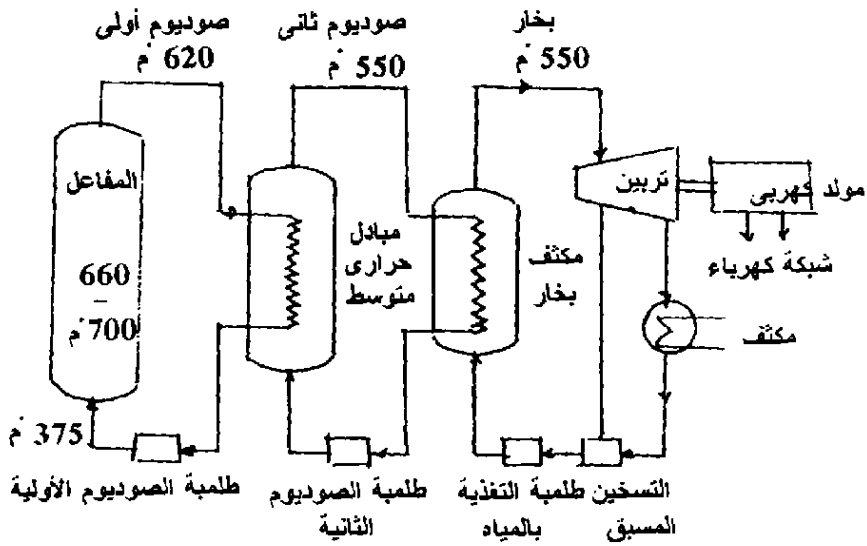 صوديوم أولى
620 °م
صوديوم ثانى
550 °م
بخار
550 °م
المفاعل
660
–
700 °م
375 °م
مبادل
حرارى
متوسط
مكثف
بخار
تربين
مولد كهربى
شبكة كهرباء
مكثف
طلمبة الصوديوم الأولية
طلمبة الصوديوم
الثانية
طلمبة التغذية
بالمياه
التسخين
المسبق